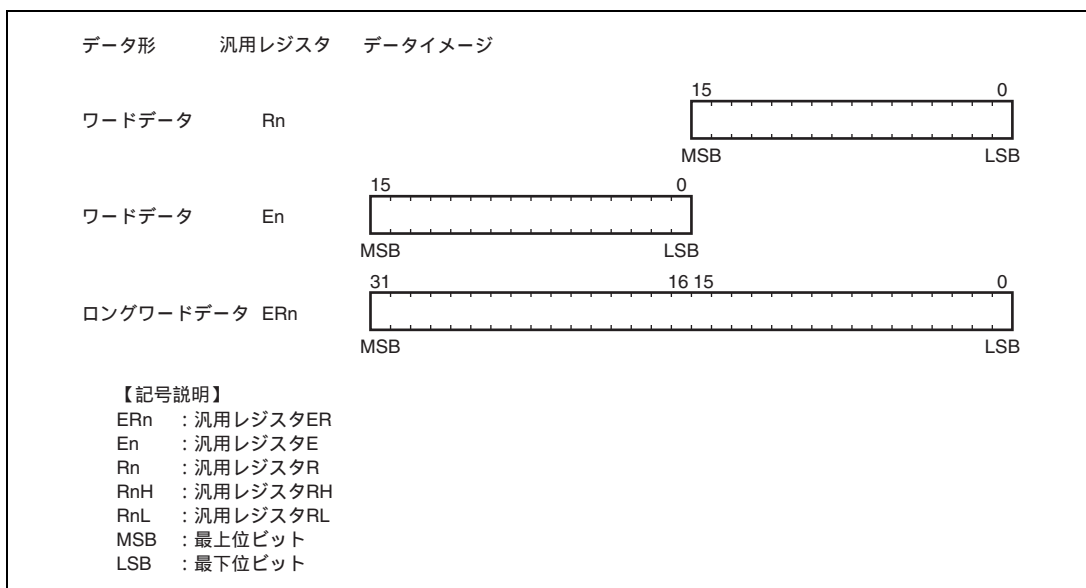 データ形 汎用レジスタ データイメージ
15 0
ワードデータ Rn
MSB LSB
15 0
ワードデータ En
MSB LSB
31 16 15 0
ロングワードデータ ERn
MSB LSB
【記号説明】
ERn :汎用レジスタER
En :汎用レジスタE
Rn :汎用レジスタR
RnH :汎用レジスタRH
RnL :汎用レジスタRL
MSB :最上位ビット
LSB :最下位ビット